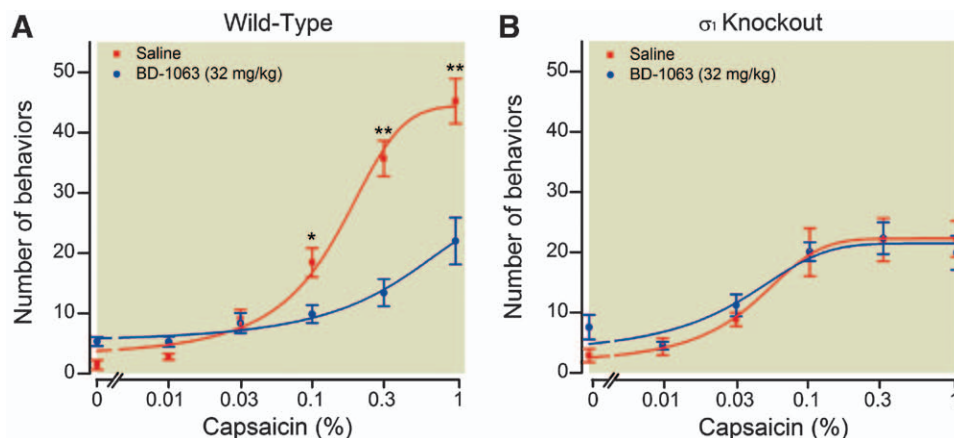 A
Wild-Type
Saline
BD-1063 (32 mg/kg)
50
40
30
20
10
0
Number of behaviors
*
**
**
0
0.01
0.03
0.1
0.3
1
Capsaicin (%)
B
σ1 Knockout
Saline
BD-1063 (32 mg/kg)
50
40
30
20
10
0
Number of behaviors
0
0.01
0.03
0.1
0.3
1
Capsaicin (%)